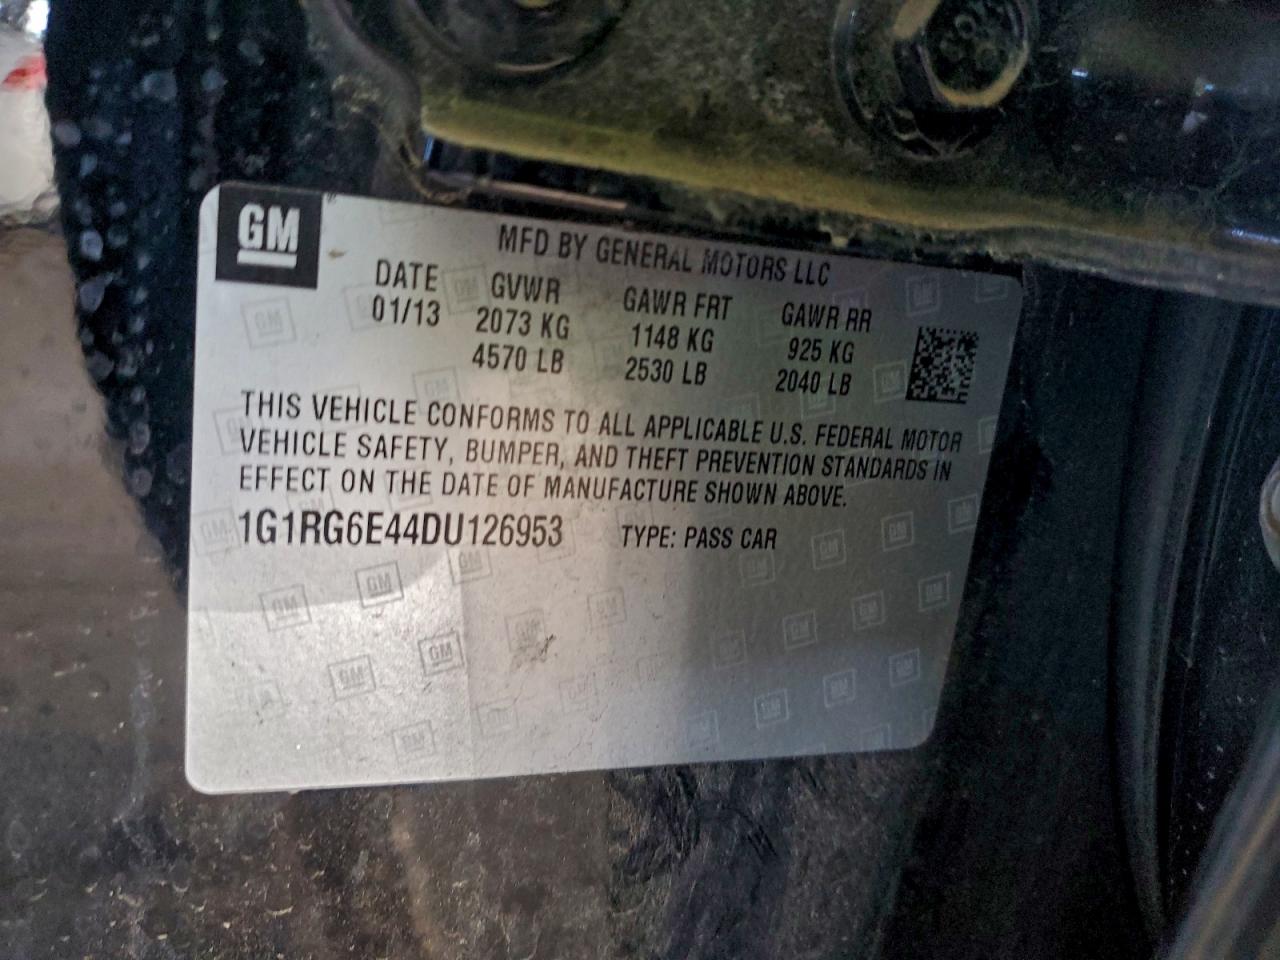 GM
MFD BY GENERAL MOTORS LLC
DATE GVWR GAWR FRT GAWR RR
01/13 2073 KG 1148 KG 925 KG
4570 LB 2530 LB 2040 LB
THIS VEHICLE CONFORMS TO ALL APPLICABLE U.S. FEDERAL MOTOR
VEHICLE SAFETY, BUMPER, AND THEFT PREVENTION STANDARDS IN
EFFECT ON THE DATE OF MANUFACTURE SHOWN ABOVE.
1G1RG6E44DU126953 TYPE: PASS CAR